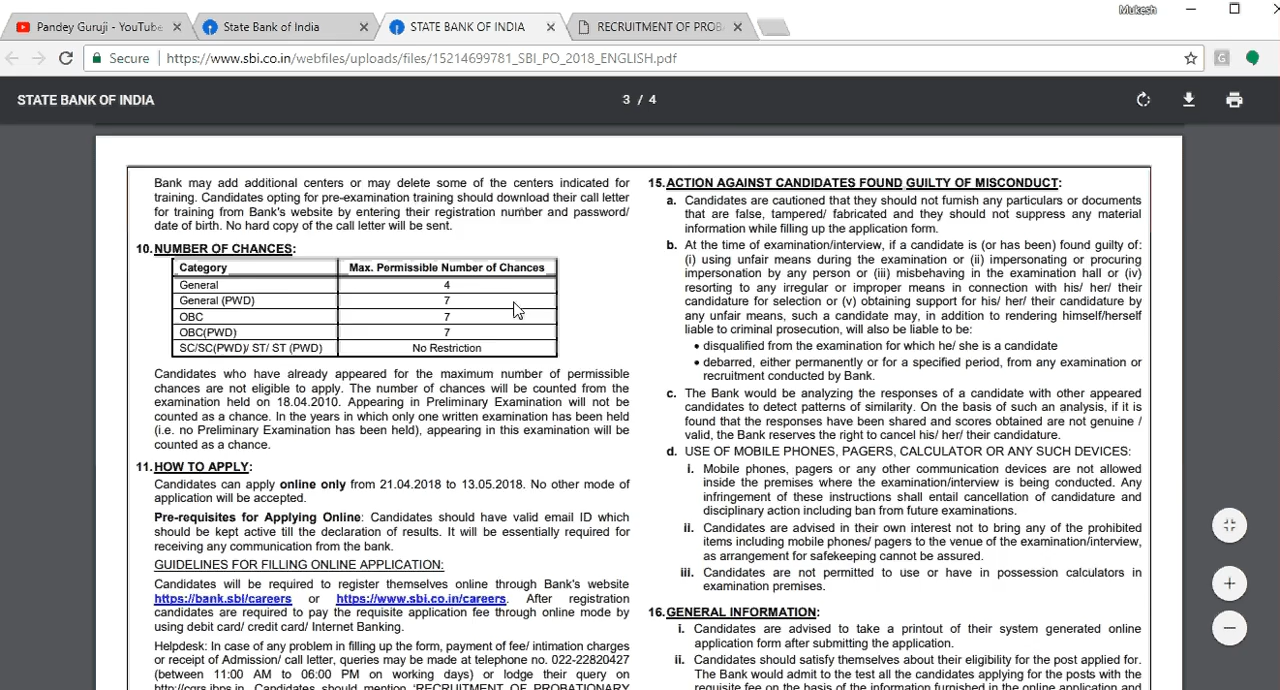 Mukesh
Pandey Guruji - YouTube
State Bank of India
STATE BANK OF INDIA
RECRUITMENT OF PROB
Secure
https://www.sbi.co.in/webfiles/uploads/files/15214699781_SBI_PO_2018_ENGLISH.pdf
STATE BANK OF INDIA
3 / 4
Bank may add additional centers or may delete some of the centers indicated for
training. Candidates opting for pre-examination training should download their call letter
for training from Bank's website by entering their registration number and password/
date of birth. No hard copy of the call letter will be sent.
10. NUMBER OF CHANCES:
Category Max. Permissible Number of Chances
General 4
General (PWD) 7
OBC 7
OBC(PWD) 7
SC/SC(PWD)/ ST/ ST (PWD) No Restriction
Candidates who have already appeared for the maximum number of permissible
chances are not eligible to apply. The number of chances will be counted from the
examination held on 18.04.2010. Appearing in Preliminary Examination will not be
counted as a chance. In the years in which only one written examination has been held
(i.e. no Preliminary Examination has been held), appearing in this examination will be
counted as a chance.
11. HOW TO APPLY:
Candidates can apply online only from 21.04.2018 to 13.05.2018. No other mode of
application will be accepted.
Pre-requisites for Applying Online: Candidates should have valid email ID which
should be kept active till the declaration of results. It will be essentially required for
receiving any communication from the bank.
GUIDELINES FOR FILLING ONLINE APPLICATION:
Candidates will be required to register themselves online through Bank's website
https://bank.sbi/careers or https://www.sbi.co.in/careers. After registration
candidates are required to pay the requisite application fee through online mode by
using debit card/ credit card/ Internet Banking.
Helpdesk: In case of any problem in filling up the form, payment of fee/ intimation charges
or receipt of Admission/ call letter, queries may be made at telephone no. 022-22820427
(between 11:00 AM to 06:00 PM on working days) or lodge their query on
http://cgrs.ibps.in. Candidates should mention 'RECRUITMENT OF PROBATIONARY
15. ACTION AGAINST CANDIDATES FOUND GUILTY OF MISCONDUCT:
a. Candidates are cautioned that they should not furnish any particulars or documents
that are false, tampered/ fabricated and they should not suppress any material
information while filling up the application form.
b. At the time of examination/interview, if a candidate is (or has been) found guilty of:
(i) using unfair means during the examination or (ii) impersonating or procuring
impersonation by any person or (iii) misbehaving in the examination hall or (iv)
resorting to any irregular or improper means in connection with his/ her/ their
candidature for selection or (v) obtaining support for his/ her/ their candidature by
any unfair means, such a candidate may, in addition to rendering himself/herself
liable to criminal prosecution, will also be liable to be:
• disqualified from the examination for which he/ she is a candidate
• debarred, either permanently or for a specified period, from any examination or
recruitment conducted by Bank.
c. The Bank would be analyzing the responses of a candidate with other appeared
candidates to detect patterns of similarity. On the basis of such an analysis, if it is
found that the responses have been shared and scores obtained are not genuine /
valid, the Bank reserves the right to cancel his/ her/ their candidature.
d. USE OF MOBILE PHONES, PAGERS, CALCULATOR OR ANY SUCH DEVICES:
i. Mobile phones, pagers or any other communication devices are not allowed
inside the premises where the examination/interview is being conducted. Any
infringement of these instructions shall entail cancellation of candidature and
disciplinary action including ban from future examinations.
ii. Candidates are advised in their own interest not to bring any of the prohibited
items including mobile phones/ pagers to the venue of the examination/interview,
as arrangement for safekeeping cannot be assured.
iii. Candidates are not permitted to use or have in possession calculators in
examination premises.
16. GENERAL INFORMATION:
i. Candidates are advised to take a printout of their system generated online
application form after submitting the application.
ii. Candidates should satisfy themselves about their eligibility for the post applied for.
The Bank would admit to the test all the candidates applying for the posts with the
requisite fee on the basis of the information furnished in the online application and